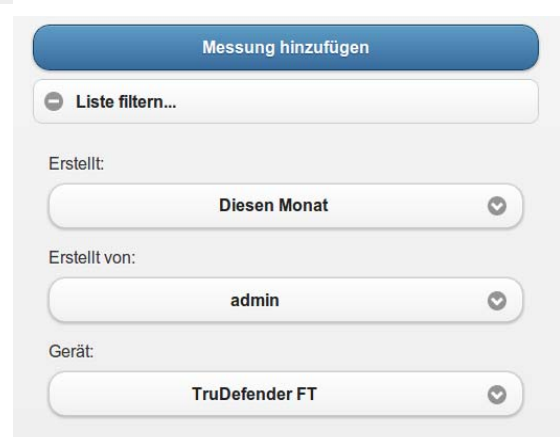 Messung hinzufügen
Liste filtern...
Erstellt:
Diesen Monat
Erstellt von:
admin
Gerät:
TruDefender FT